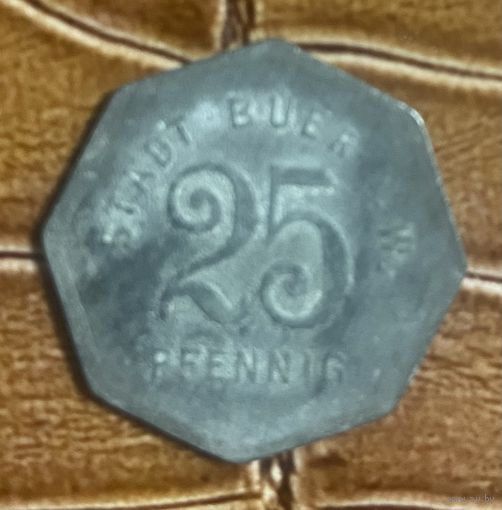 STADT BUER W.
25
PFENNIG